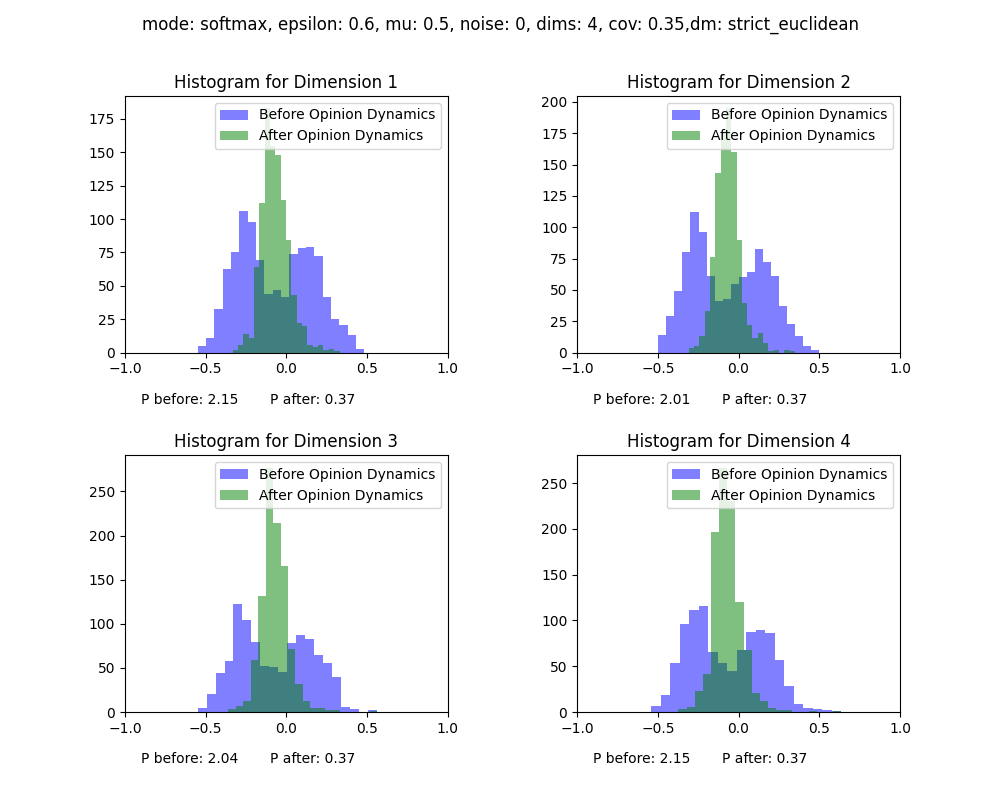 mode: softmax, epsilon: 0.6, mu: 0.5, noise: 0, dims: 4, cov: 0.35,dm: strict_euclidean
Histogram for Dimension 1
Before Opinion Dynamics
After Opinion Dynamics
175
150
125
100
75
50
25
0
−1.0 −0.5 0.0 0.5 1.0
P before: 2.15 P after: 0.37
Histogram for Dimension 2
Before Opinion Dynamics
After Opinion Dynamics
200
175
150
125
100
75
50
25
0
−1.0 −0.5 0.0 0.5 1.0
P before: 2.01 P after: 0.37
Histogram for Dimension 3
Before Opinion Dynamics
After Opinion Dynamics
250
200
150
100
50
0
−1.0 −0.5 0.0 0.5 1.0
P before: 2.04 P after: 0.37
Histogram for Dimension 4
Before Opinion Dynamics
After Opinion Dynamics
250
200
150
100
50
0
−1.0 −0.5 0.0 0.5 1.0
P before: 2.15 P after: 0.37